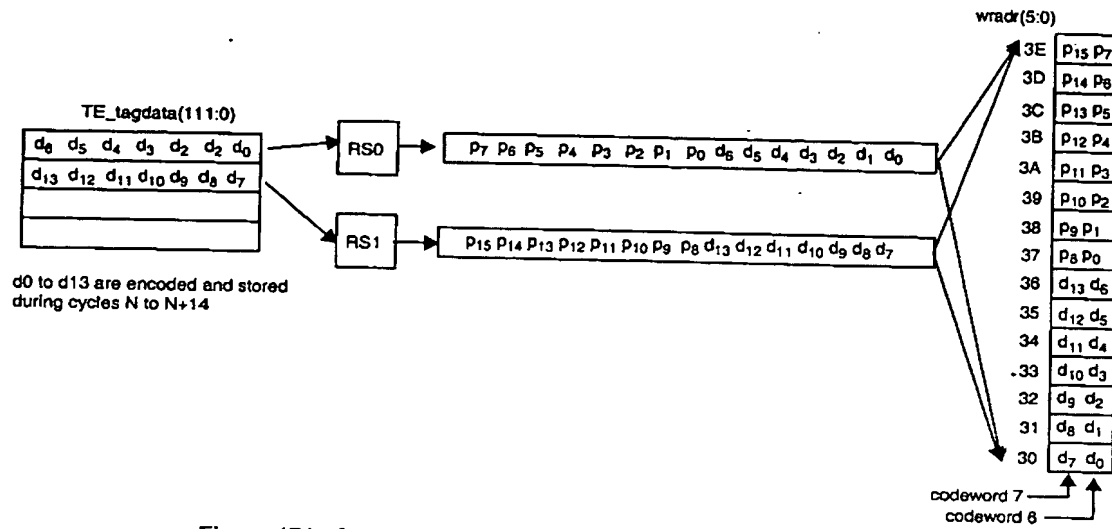 wradr(5:0)
TE_tagdata(111:0)
d6 d5 d4 d3 d2 d2 d0
d13 d12 d11 d10 d9 d8 d7
RS0
p7 p6 p5 p4 p3 p2 p1 p0 d6 d5 d4 d3 d2 d1 d0
RS1
p15 p14 p13 p12 p11 p10 p9 p8 d13 d12 d11 d10 d9 d8 d7
d0 to d13 are encoded and stored
during cycles N to N+14
3E p15 p7
3D p14 p6
3C p13 p5
3B p12 p4
3A p11 p3
39 p10 p2
38 p9 p1
37 p8 p0
36 d13 d6
35 d12 d5
34 d11 d4
33 d10 d3
32 d9 d2
31 d8 d1
30 d7 d0
codeword 7
codeword 6